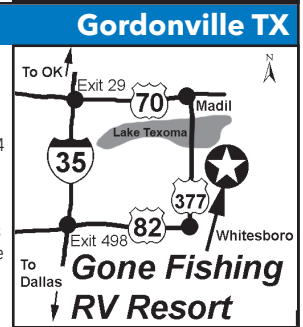 Gordonville TX
To OK
N
Exit 29
70
Madil
4
Lake Texoma
35
377
82
Exit 498
Whitesboro
e
To
Dallas
Gone Fishing
RV Resort